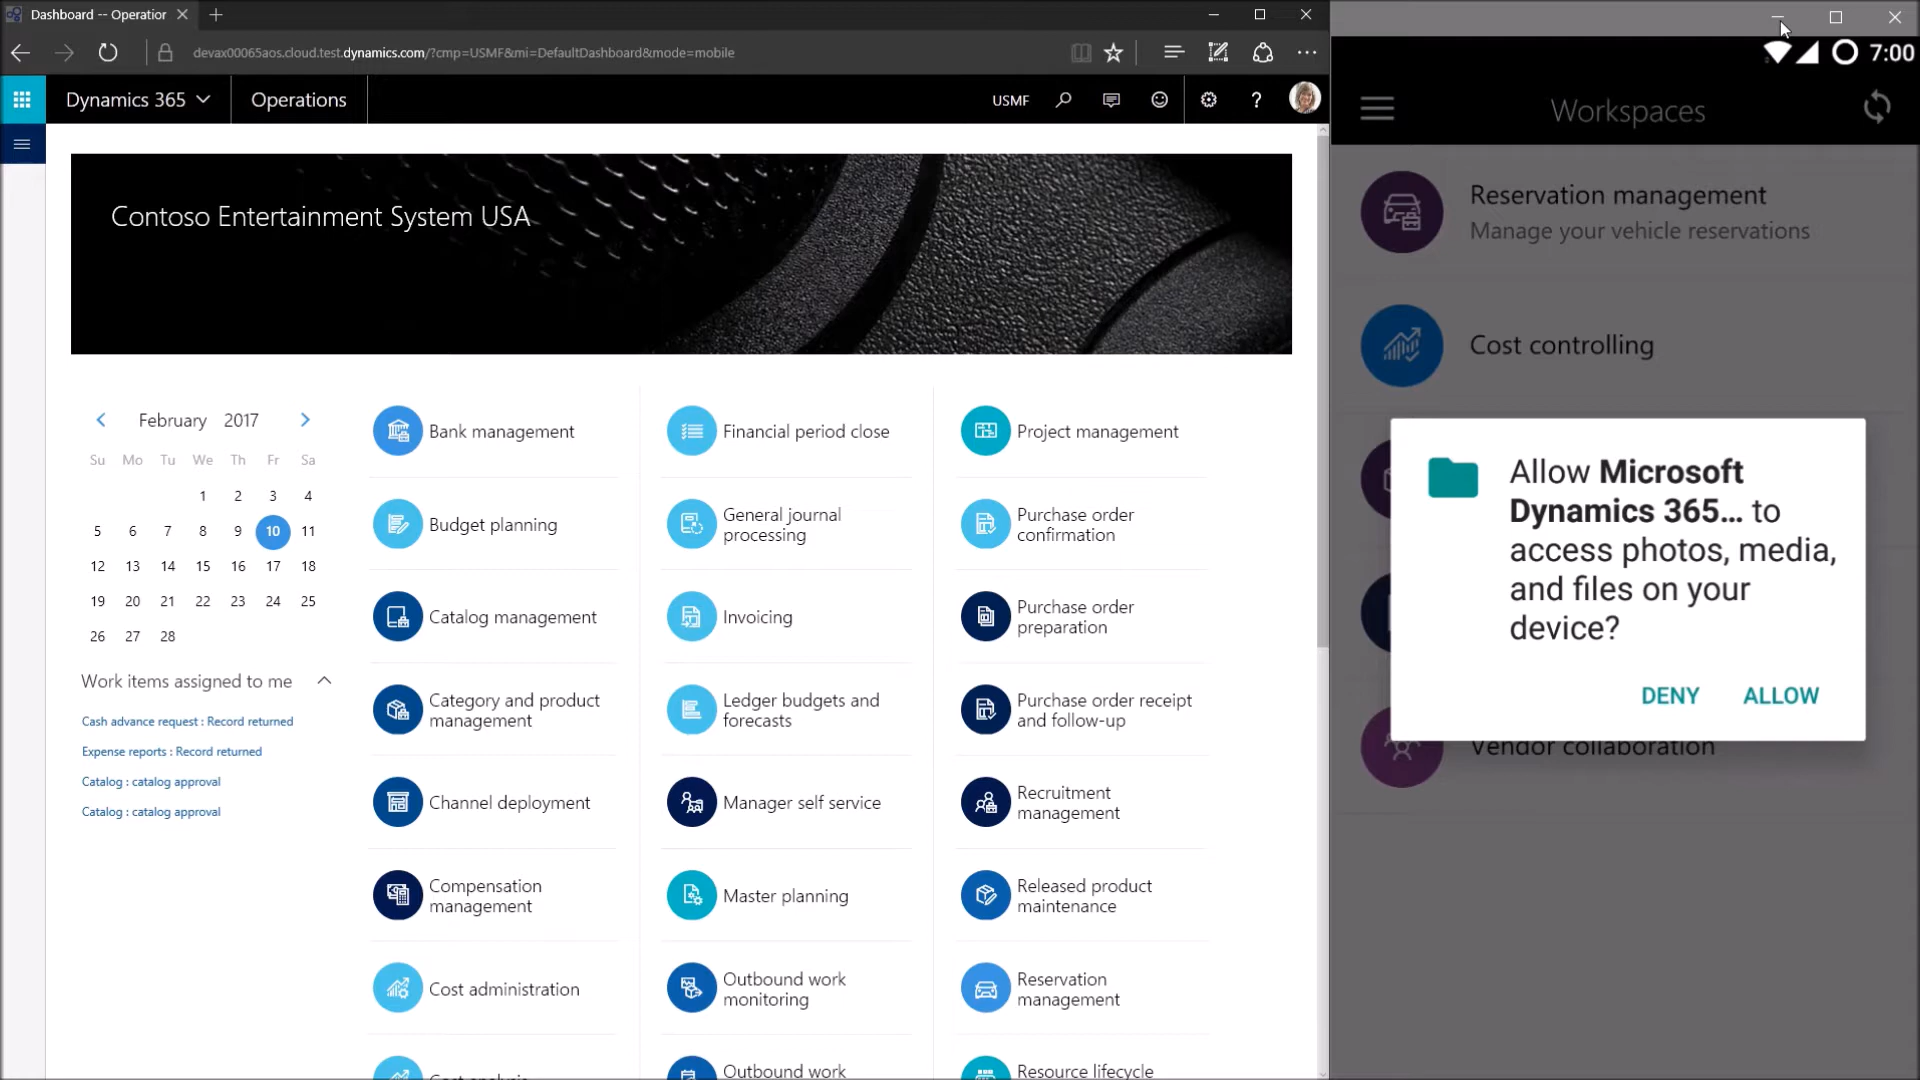 Dashboard -- Operatior
devax00065aos.cloud.test.dynamics.com/?cmp=USMF&mi=DefaultDashboard&mode=mobile
Dynamics 365
Operations
USMF
?
Contoso Entertainment System USA
February 2017
Su Mo Tu We Th Fr Sa
1 2 3 4
5 6 7 8 9 10 11
12 13 14 15 16 17 18
19 20 21 22 23 24 25
26 27 28
Work items assigned to me
Cash advance request : Record returned
Expense reports : Record returned
Catalog : catalog approval
Catalog : catalog approval
Bank management
Budget planning
Catalog management
Category and product
management
Channel deployment
Compensation
management
Cost administration
Financial period close
General journal
processing
Invoicing
Ledger budgets and
forecasts
Manager self service
Master planning
Outbound work
monitoring
Outbound work
Project management
Purchase order
confirmation
Purchase order
preparation
Purchase order receipt
and follow-up
Recruitment
management
Released product
maintenance
Reservation
management
Resource lifecycle
7:00
Workspaces
Reservation management
Manage your vehicle reservations
Cost controlling
Allow Microsoft
Dynamics 365... to
access photos, media,
and files on your
device?
DENY ALLOW
Vendor collaboration